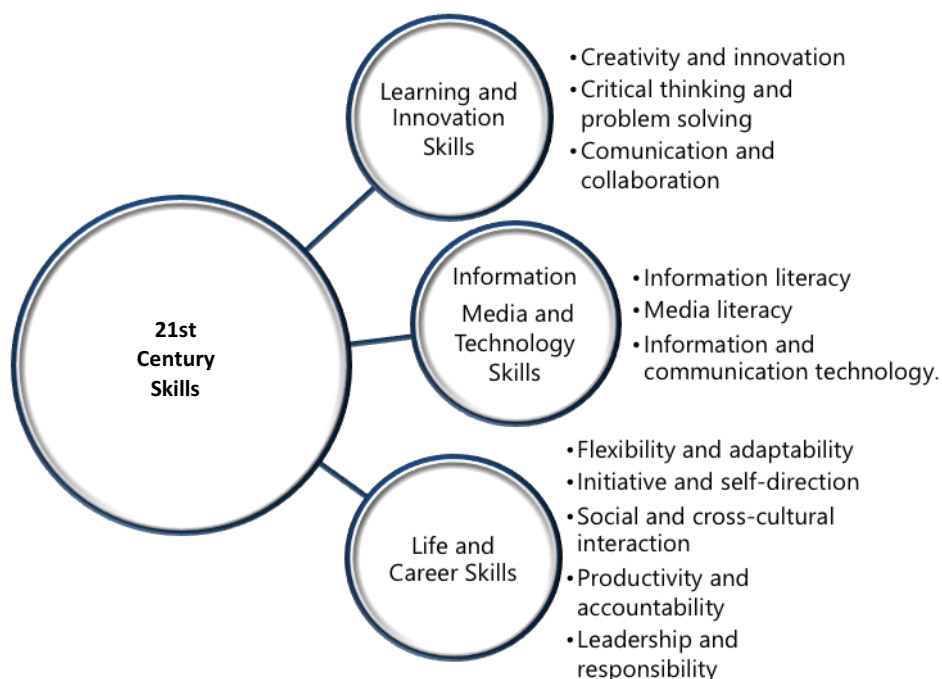 Learning and
Innovation
Skills
• Creativity and innovation
• Critical thinking and
problem solving
• Comunication and
collaboration
21st
Century
Skills
Information
Media and
Technology
Skills
• Information literacy
• Media literacy
• Information and
communication technology.
Life and
Career Skills
• Flexibility and adaptability
• Initiative and self-direction
• Social and cross-cultural
interaction
• Productivity and
accountability
• Leadership and
responsibility